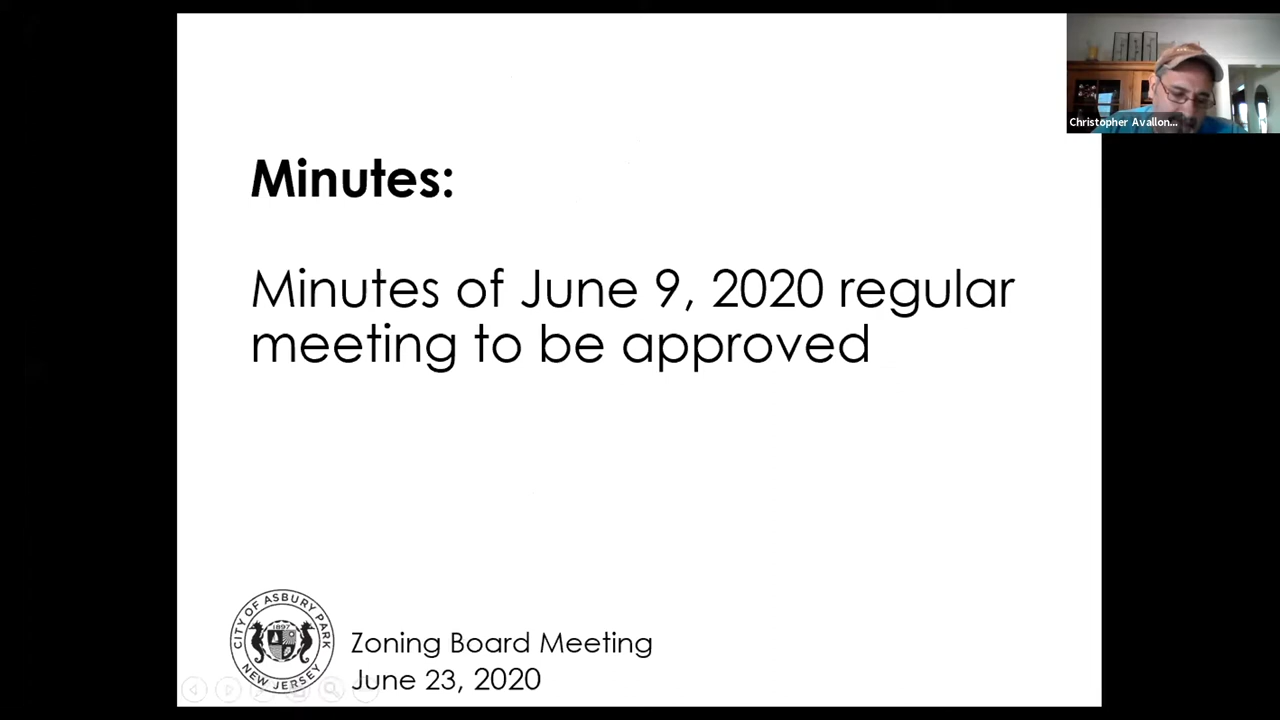 Christopher Avallon...
Minutes:
Minutes of June 9, 2020 regular
meeting to be approved
CITY OF ASBURY PARK
1897
NEW JERSEY
Zoning Board Meeting
June 23, 2020